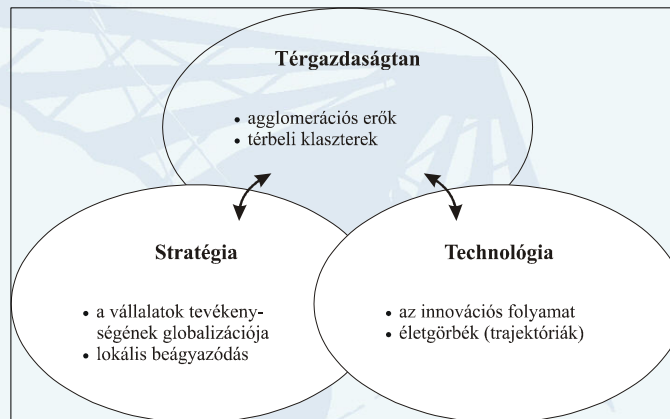 Térgazdaságtan
• agglomerációs erők
• térbeli klaszterek
Stratégia
• a vállalatok tevékeny-
ségének globalizációja
• lokális beágyazódás
Technológia
• az innovációs folyamat
• életgörbék (trajektóriák)